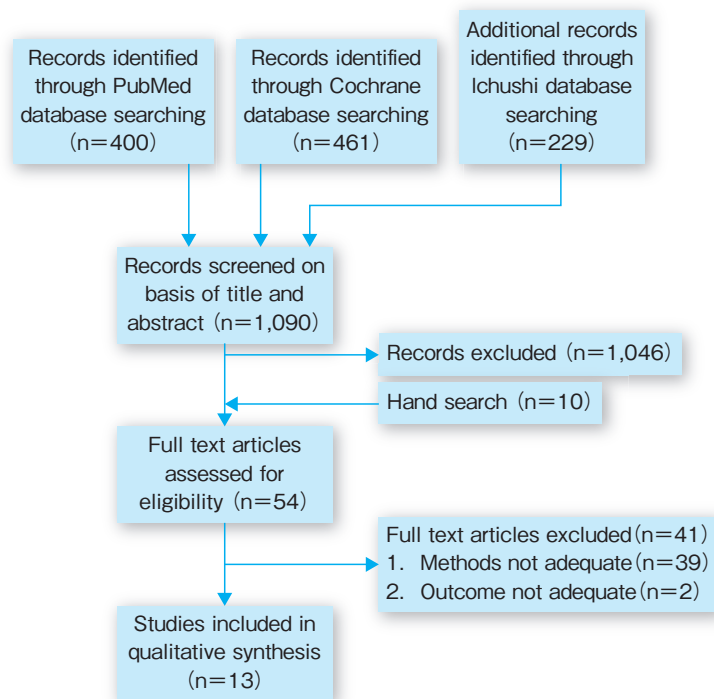 Records identified
through PubMed
database searching
(n=400)
Records identified
through Cochrane
database searching
(n=461)
Additional records
identified through
Ichushi database
searching
(n=229)
Records screened on
basis of title and
abstract (n=1,090)
Records excluded (n=1,046)
Hand search (n=10)
Full text articles
assessed for
eligibility (n=54)
Full text articles excluded(n=41)
1. Methods not adequate(n=39)
2. Outcome not adequate(n=2)
Studies included in
qualitative synthesis
(n=13)